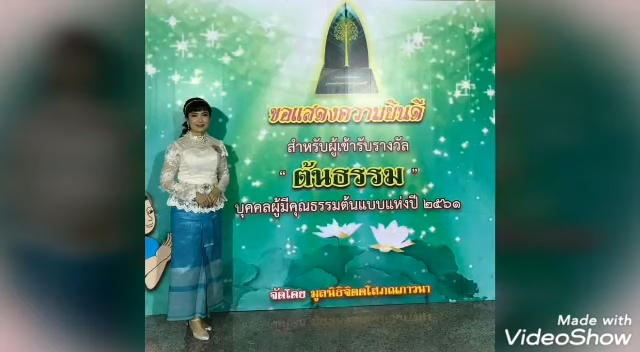 ขอแสดงความยินดี
สำหรับผู้เข้ารับรางวัล
“ ต้นธรรม ”
บุคคลผู้มีคุณธรรมต้นแบบแห่งปี ๒๕๖๑
จัดโดย มูลนิธิจิตตโสภณภาวนา
Made with
VideoShow